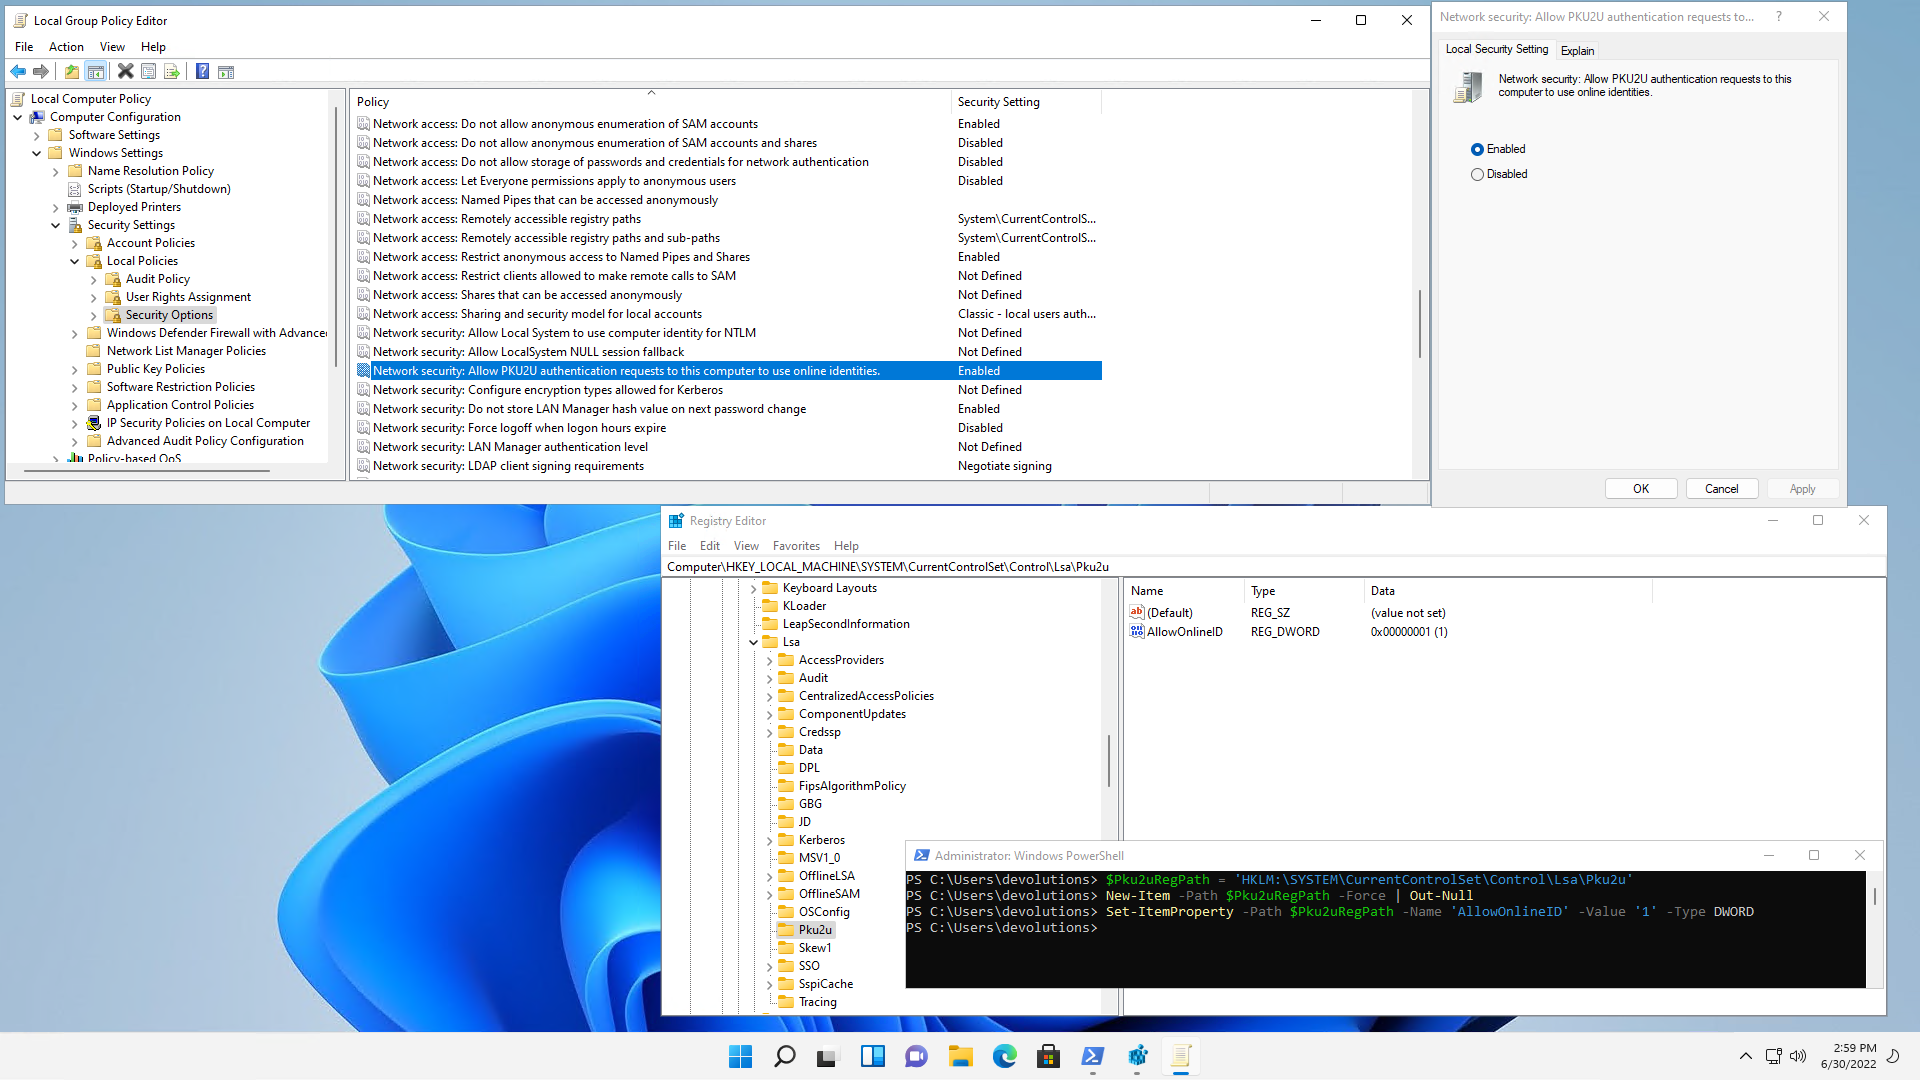 Local Group Policy Editor
File Action View Help
Local Computer Policy
Computer Configuration
Software Settings
Windows Settings
Name Resolution Policy
Scripts (Startup/Shutdown)
Deployed Printers
Security Settings
Account Policies
Local Policies
Audit Policy
User Rights Assignment
Security Options
Windows Defender Firewall with Advance
Network List Manager Policies
Public Key Policies
Software Restriction Policies
Application Control Policies
IP Security Policies on Local Computer
Advanced Audit Policy Configuration
Policy-based QoS
Policy Security Setting
Network access: Do not allow anonymous enumeration of SAM accounts Enabled
Network access: Do not allow anonymous enumeration of SAM accounts and shares Disabled
Network access: Do not allow storage of passwords and credentials for network authentication Disabled
Network access: Let Everyone permissions apply to anonymous users Disabled
Network access: Named Pipes that can be accessed anonymously
Network access: Remotely accessible registry paths System\CurrentControlS...
Network access: Remotely accessible registry paths and sub-paths System\CurrentControlS...
Network access: Restrict anonymous access to Named Pipes and Shares Enabled
Network access: Restrict clients allowed to make remote calls to SAM Not Defined
Network access: Shares that can be accessed anonymously Not Defined
Network access: Sharing and security model for local accounts Classic - local users auth...
Network security: Allow Local System to use computer identity for NTLM Not Defined
Network security: Allow LocalSystem NULL session fallback Not Defined
Network security: Allow PKU2U authentication requests to this computer to use online identities. Enabled
Network security: Configure encryption types allowed for Kerberos Not Defined
Network security: Do not store LAN Manager hash value on next password change Enabled
Network security: Force logoff when logon hours expire Disabled
Network security: LAN Manager authentication level Not Defined
Network security: LDAP client signing requirements Negotiate signing
Network security: Allow PKU2U authentication requests to... ?
Local Security Setting Explain
Network security: Allow PKU2U authentication requests to this
computer to use online identities.
Enabled
Disabled
OK Cancel Apply
Registry Editor
File Edit View Favorites Help
Computer\HKEY_LOCAL_MACHINE\SYSTEM\CurrentControlSet\Control\Lsa\Pku2u
Keyboard Layouts
KLoader
LeapSecondInformation
Lsa
AccessProviders
Audit
CentralizedAccessPolicies
ComponentUpdates
Credssp
Data
DPL
FipsAlgorithmPolicy
GBG
JD
Kerberos
MSV1_0
OfflineLSA
OfflineSAM
OSConfig
Pku2u
Skew1
SSO
SspiCache
Tracing
Name Type Data
(Default) REG_SZ (value not set)
AllowOnlineID REG_DWORD 0x00000001 (1)
Administrator: Windows PowerShell
PS C:\Users\devolutions> $Pku2uRegPath = 'HKLM:\SYSTEM\CurrentControlSet\Control\Lsa\Pku2u'
PS C:\Users\devolutions> New-Item -Path $Pku2uRegPath -Force | Out-Null
PS C:\Users\devolutions> Set-ItemProperty -Path $Pku2uRegPath -Name 'AllowOnlineID' -Value '1' -Type DWORD
PS C:\Users\devolutions>
2:59 PM
6/30/2022